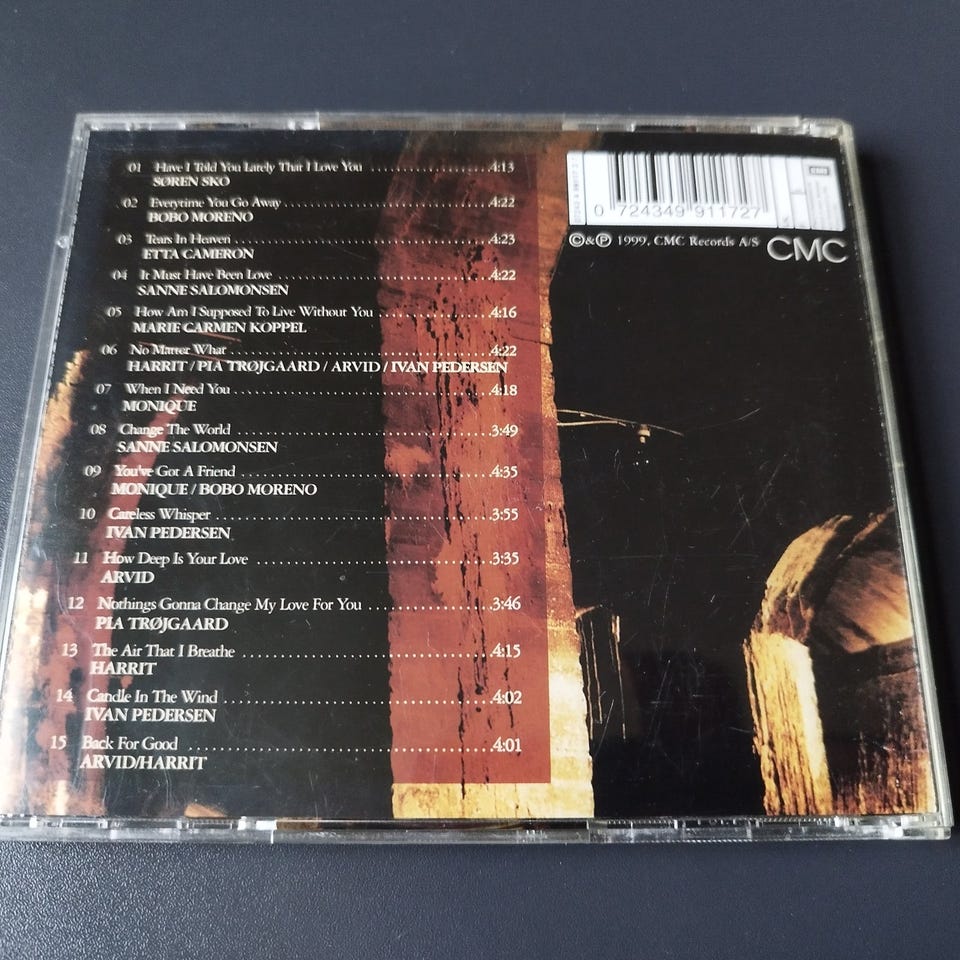 01 Have I Told You Larely That I Love You ..................4:13
SØREN SKO
02 Everytime You Go Away..............................4:22
BOBO MORENO
03 Tears In Heaven.......................................4:23
ETTA CAMERON
04 It Must Have Been Love................................4:22
SANNE SALOMONSEN
05 How Am I Supposed To Live Without You.................4:16
MARIE CARMEN KOPPEL
06 No Matter What......................................4:22
HARRIT / PIA TRØJGAARD / ARVID / IVAN PEDERSEN
07 When I Need You.....................................4:18
MONIQUE
08 Change The World....................................3:49
SANNE SALOMONSEN
09 You've Got A Friend..................................4:35
MONIQUE / BOBO MORENO
10 Careless Whisper.....................................3:55
IVAN PEDERSEN
11 How Deep Is Your Love................................3:35
ARVID
12 Nothings Gonna Change My Love For You ................3:46
PIA TRØJGAARD
13 The Air That I Breathe.................................4:15
HARRIT
14 Candle In The Wind...................................4:02
IVAN PEDERSEN
15 Back For Good .......................................4:01
ARVID/HARRIT
0 724349 911727
EMI
©&℗ 1999, CMC Records A/S CMC